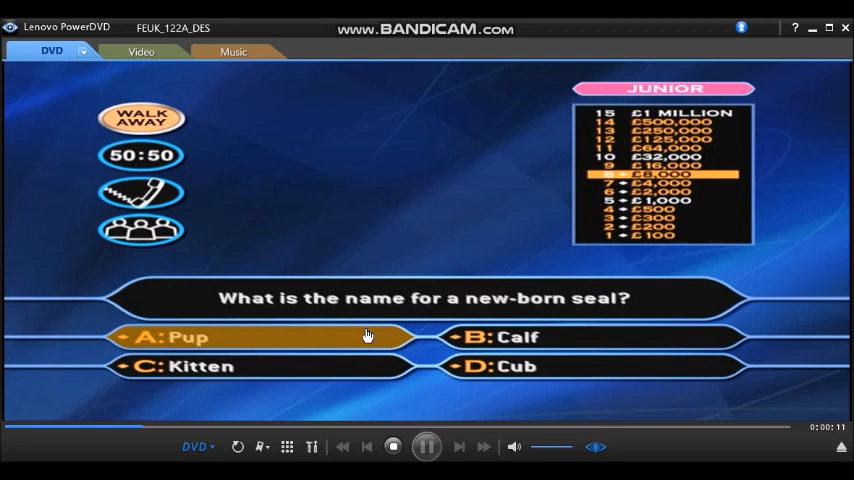 Lenovo PowerDVD
FEUK_122A_DES
www.BANDICAM.com
?
DVD
Video
Music
WALK AWAY
50:50
JUNIOR
15 £1 MILLION
14 £500,000
13 £250,000
12 £125,000
11 £64,000
10 £32,000
9 £16,000
8 £8,000
7 £4,000
6 £2,000
5 £1,000
4 £500
3 £300
2 £200
1 £100
What is the name for a new-born seal?
A: Pup
B: Calf
C: Kitten
D: Cub
0:00:11
DVD